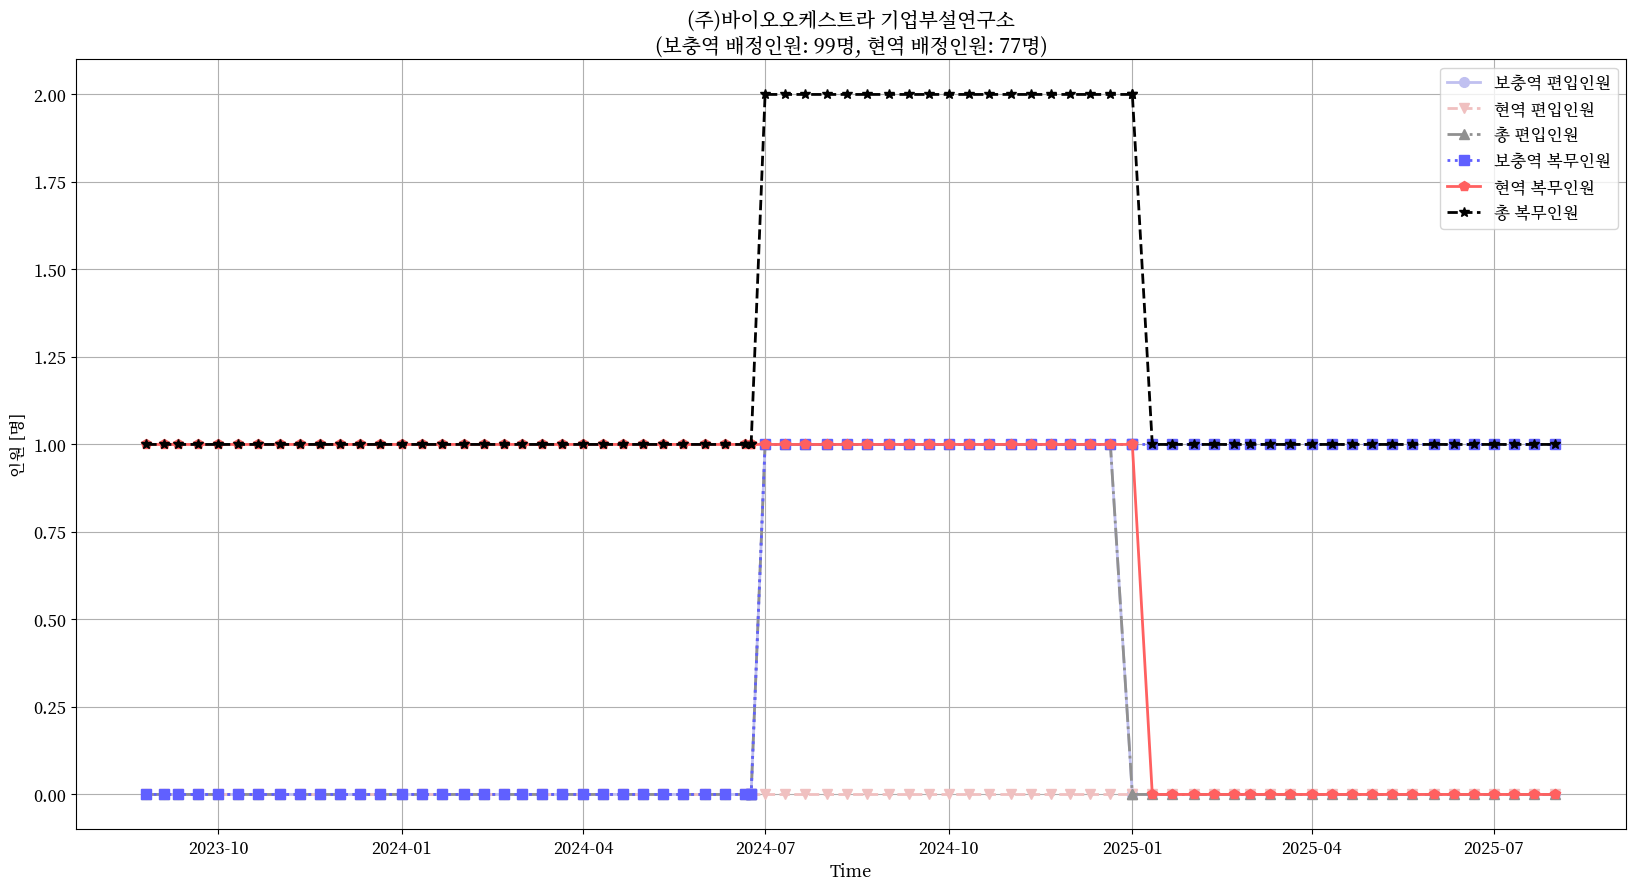 (주)바이오오케스트라 기업부설연구소
(보충역 배정인원: 99명, 현역 배정인원: 77명)
보충역 편입인원
현역 편입인원
총 편입인원
보충역 복무인원
현역 복무인원
총 복무인원
인원 [명]
2.00
1.75
1.50
1.25
1.00
0.75
0.50
0.25
0.00
2023-10
2024-01
2024-04
2024-07
2024-10
2025-01
2025-04
2025-07
Time